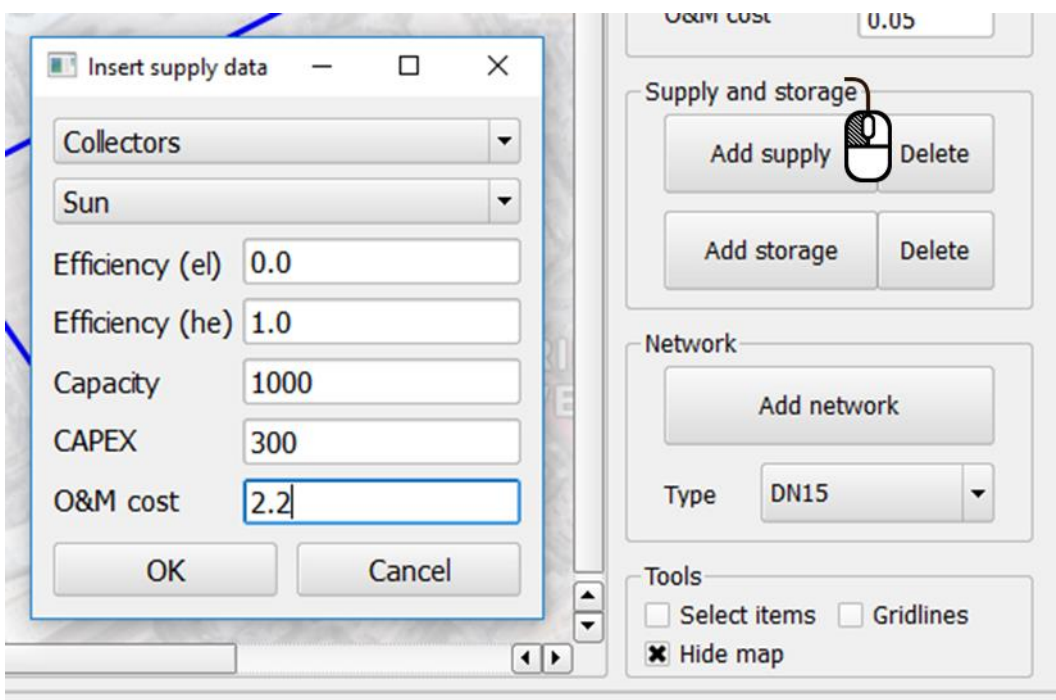 Insert supply data
Collectors
Sun
Efficiency (el) 0.0
Efficiency (he) 1.0
Capacity 1000
CAPEX 300
O&M cost 2.2
OK Cancel
O&M cost 0.05
Supply and storage
Add supply Delete
Add storage Delete
Network
Add network
Type DN15
Tools
Select items Gridlines
Hide map